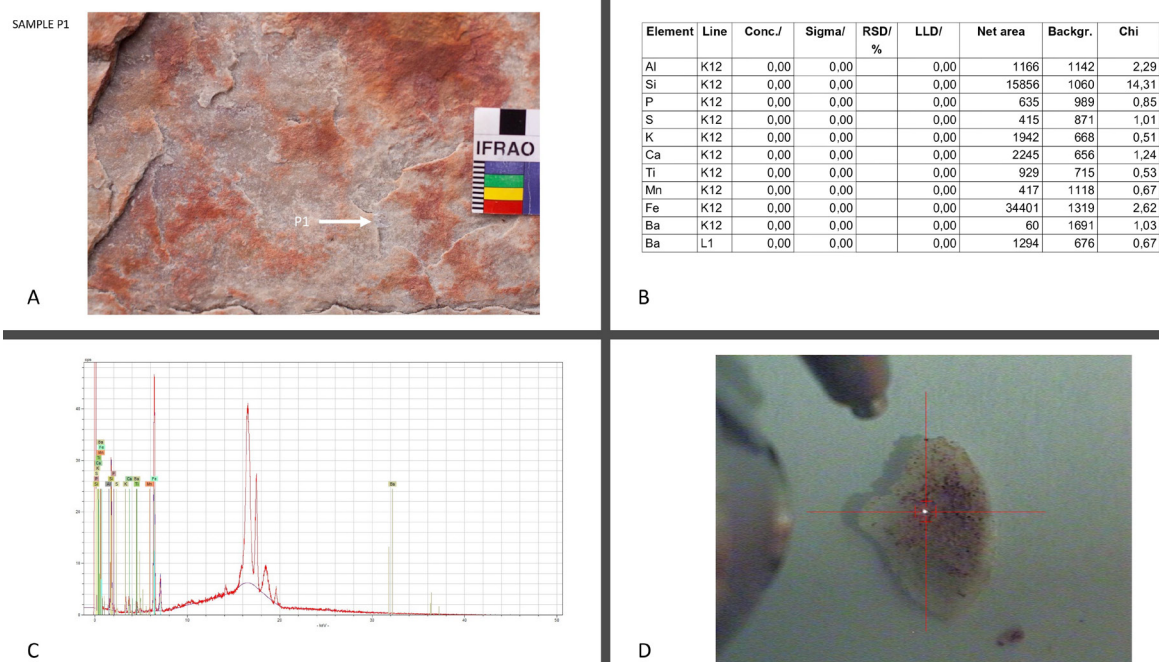 SAMPLE P1
IFRAO
P1
A
Element Line Conc./ Sigma/ RSD/ % LLD/ Net area Backgr. Chi
Al K12 0,00 0,00 0,00 1166 1142 2,29
Si K12 0,00 0,00 0,00 15856 1060 14,31
P K12 0,00 0,00 0,00 635 989 0,85
S K12 0,00 0,00 0,00 415 871 1,01
K K12 0,00 0,00 0,00 1942 668 0,51
Ca K12 0,00 0,00 0,00 2245 656 1,24
Ti K12 0,00 0,00 0,00 929 715 0,53
Mn K12 0,00 0,00 0,00 417 1118 0,67
Fe K12 0,00 0,00 0,00 34401 1319 2,62
Ba K12 0,00 0,00 0,00 60 1691 1,03
Ba L1 0,00 0,00 0,00 1294 676 0,67
B
0 10 20 30 40 50
- keV -
C
D